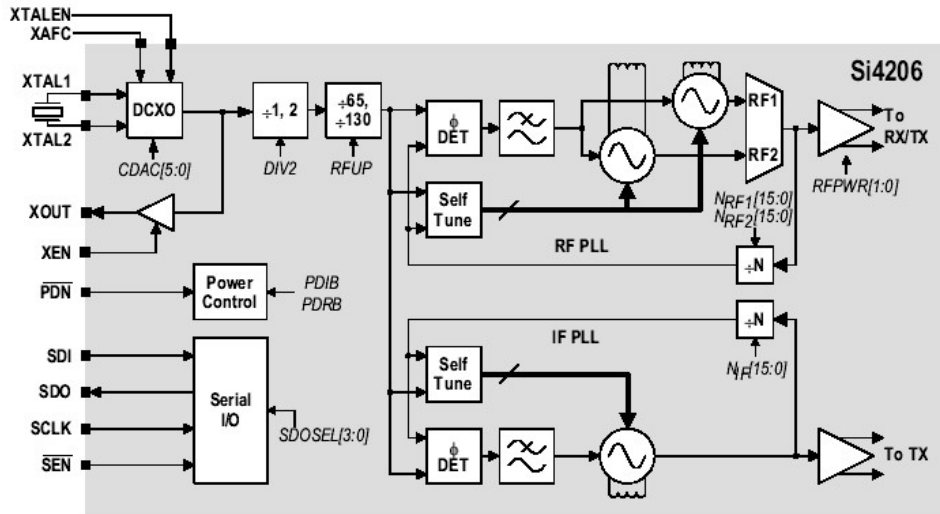 XTALEN
XAFC
Si4206
XTAL1
DCXO
÷1, 2
÷65,
÷130
RF1
To
RX/TX
XTAL2
ϕ
DET
RF2
CDAC[5:0]
DIV2
RFUP
RFPWR[1:0]
Self
Tune
NRF1[15:0]
NRF2[15:0]
XOUT
RF PLL
÷N
XEN
PDN
Power
Control
PDIB
PDRB
IF PLL
÷N
NIF[15:0]
SDI
Self
Tune
SDO
Serial
I/O
SCLK
SDOSEL[3:0]
ϕ
DET
To TX
SEN